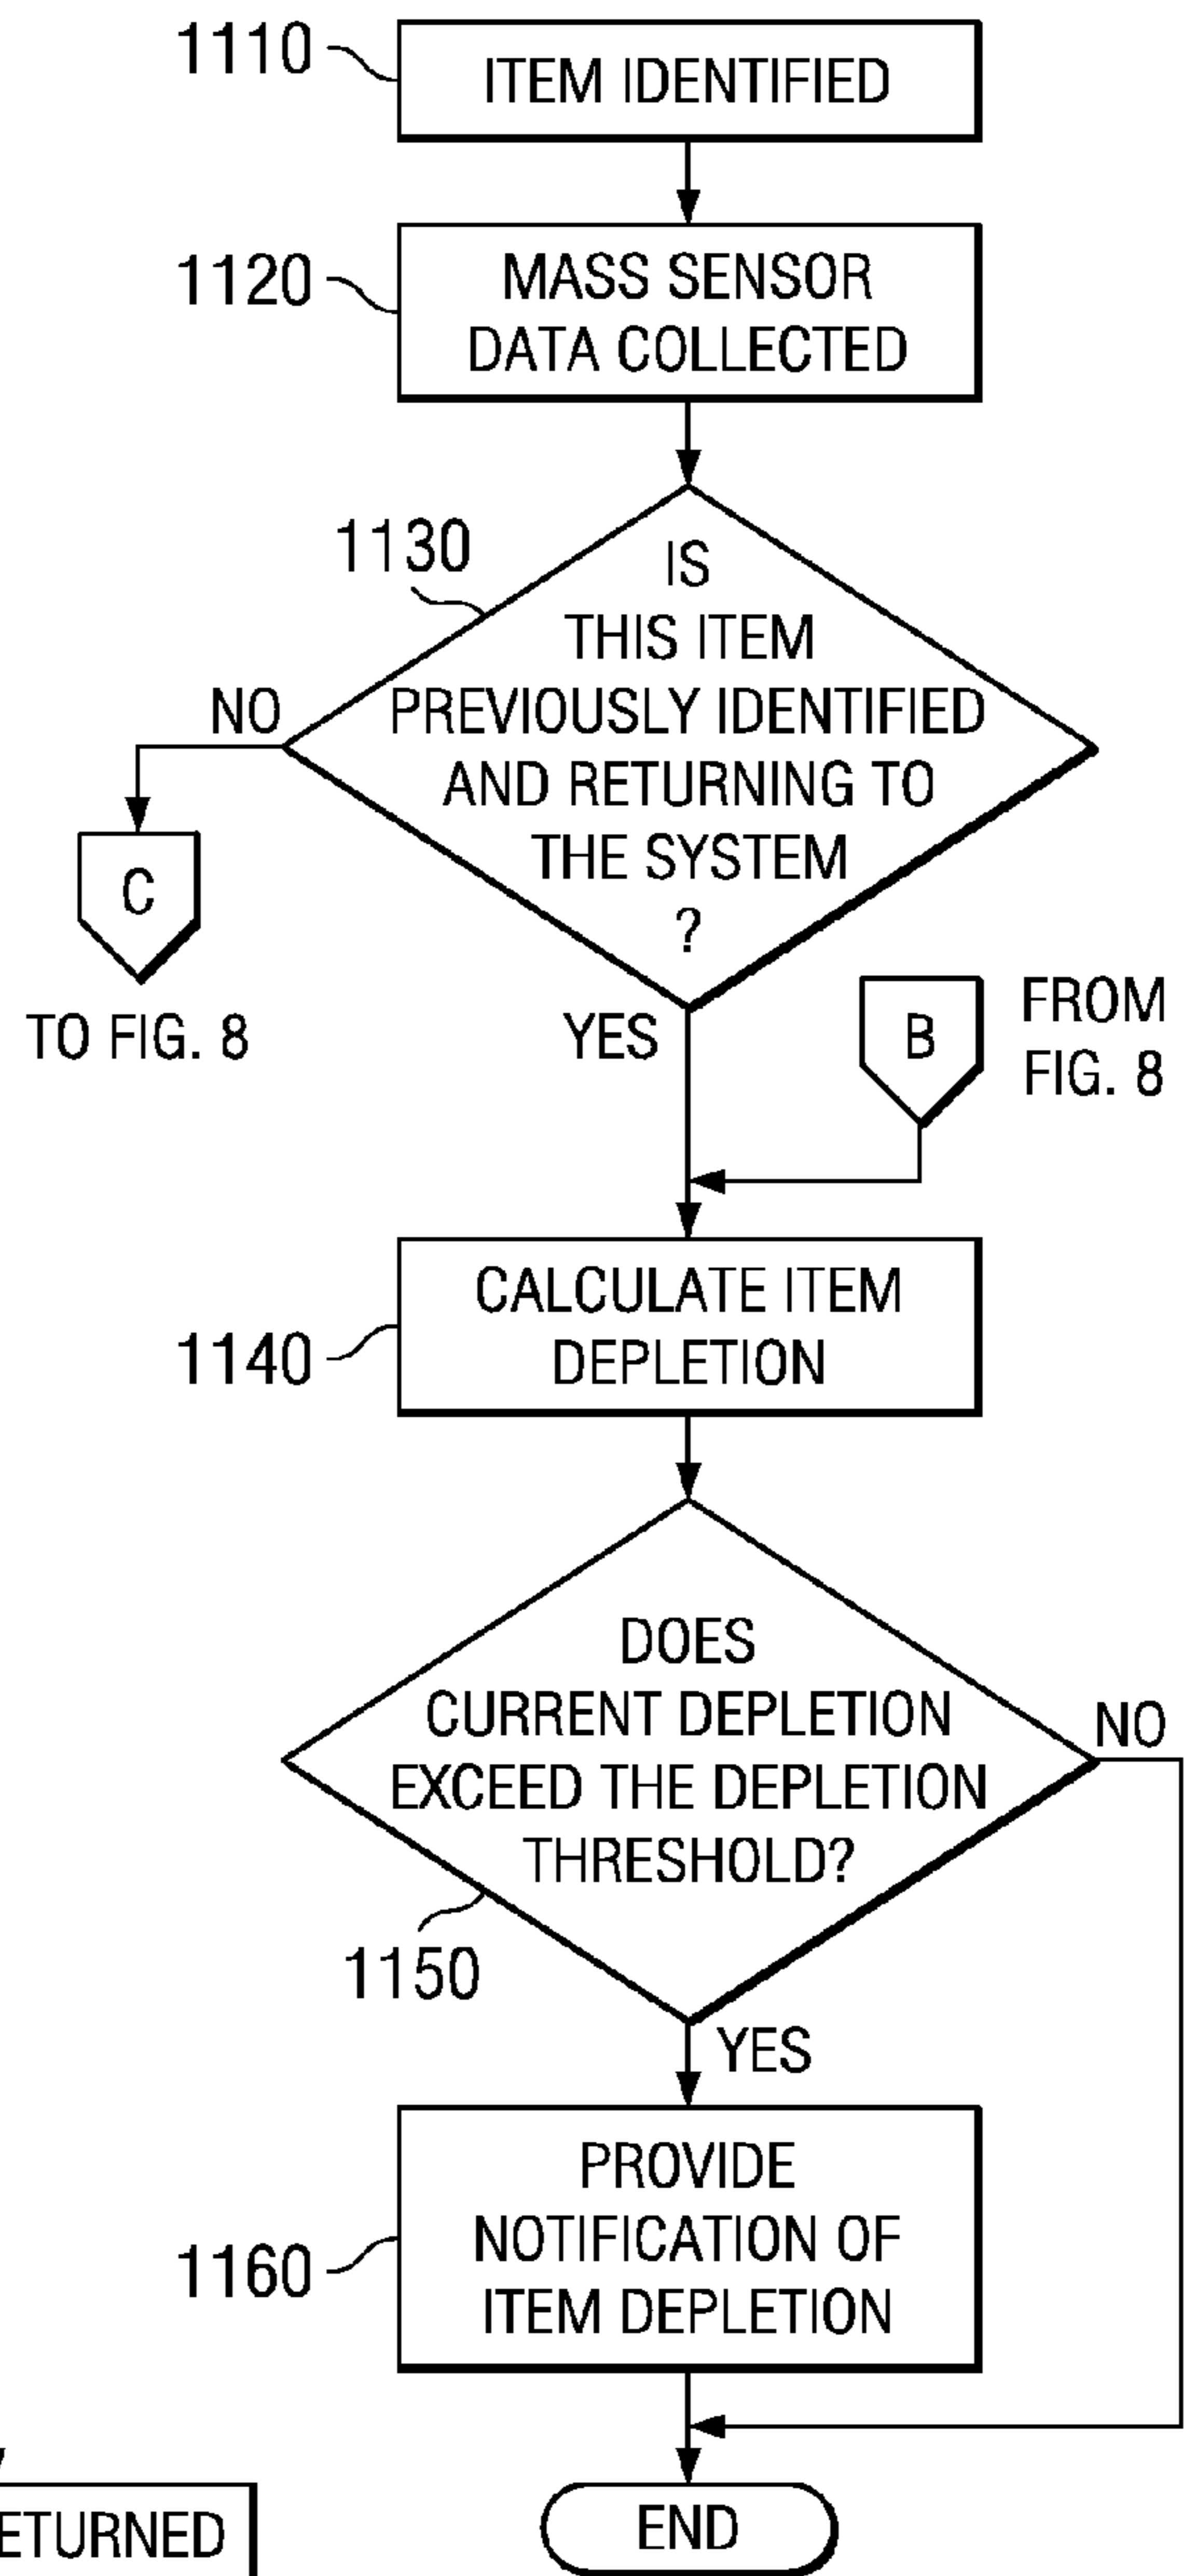 1110
ITEM IDENTIFIED
1120
MASS SENSOR
DATA COLLECTED
1130
IS
THIS ITEM
PREVIOUSLY IDENTIFIED
AND RETURNING TO
THE SYSTEM
?
NO
C
TO FIG. 8
YES
B
FROM
FIG. 8
1140
CALCULATE ITEM
DEPLETION
DOES
CURRENT DEPLETION
EXCEED THE DEPLETION
THRESHOLD?
NO
1150
YES
1160
PROVIDE
NOTIFICATION OF
ITEM DEPLETION
ETURNED
END